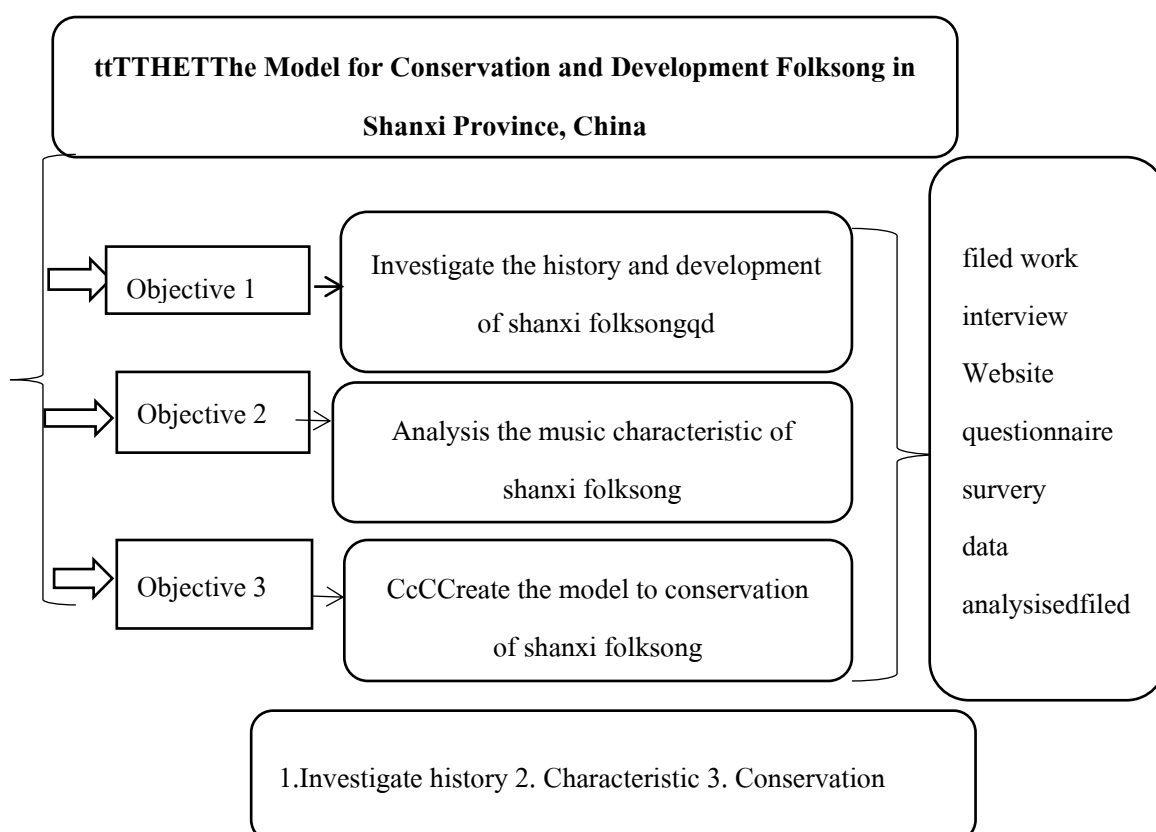 ttTTHETThe Model for Conservation and Development Folksong in
Shanxi Province, China
Objective 1
Investigate the history and development
of shanxi folksongqd
Objective 2
Analysis the music characteristic of
shanxi folksong
Objective 3
CcCCreate the model to conservation
of shanxi folksong
filed work
interview
Website
questionnaire
survery
data
analysisedfiled
1.Investigate history 2. Characteristic 3. Conservation